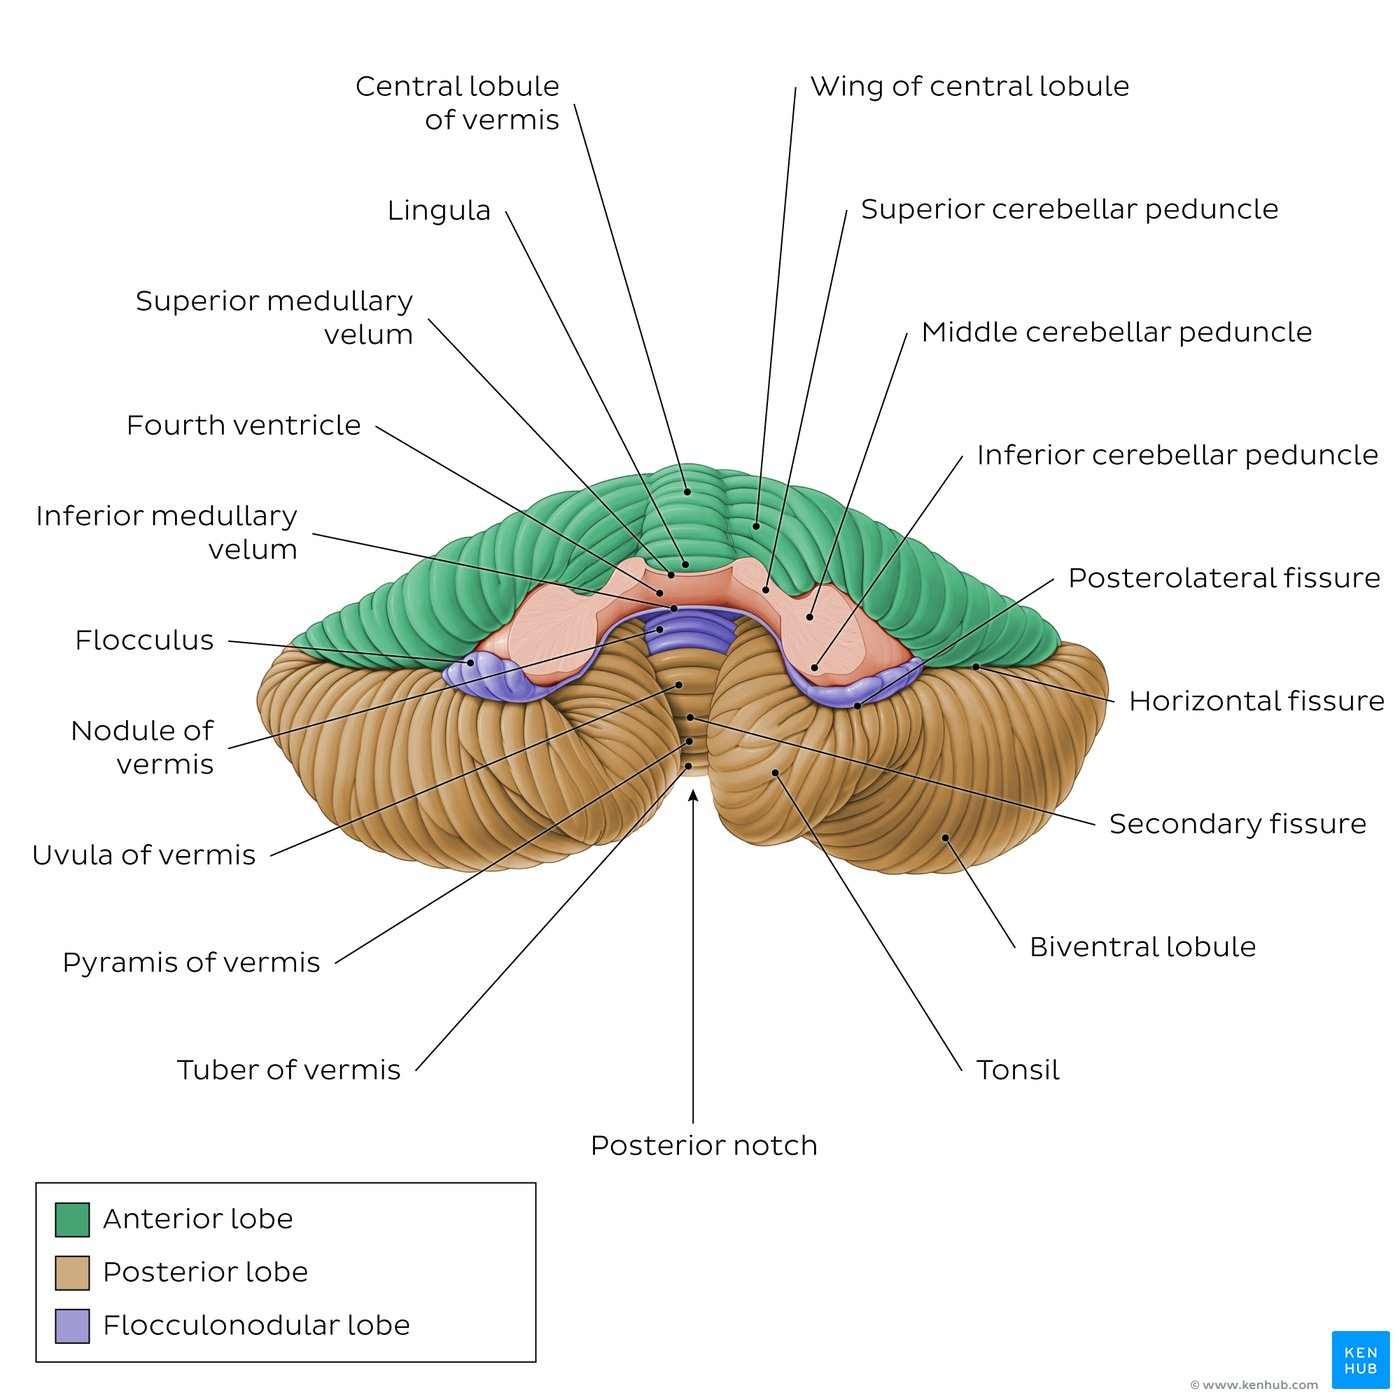 Central lobule
of vermis
Wing of central lobule
Lingula
Superior cerebellar peduncle
Superior medullary
velum
Middle cerebellar peduncle
Fourth ventricle
Inferior cerebellar peduncle
Inferior medullary
velum
Posterolateral fissure
Flocculus
Horizontal fissure
Nodule of
vermis
Secondary fissure
Uvula of vermis
Biventral lobule
Pyramis of vermis
Tuber of vermis
Tonsil
Posterior notch
Anterior lobe
Posterior lobe
Flocculonodular lobe
KEN
HUB
© www.kenhub.com